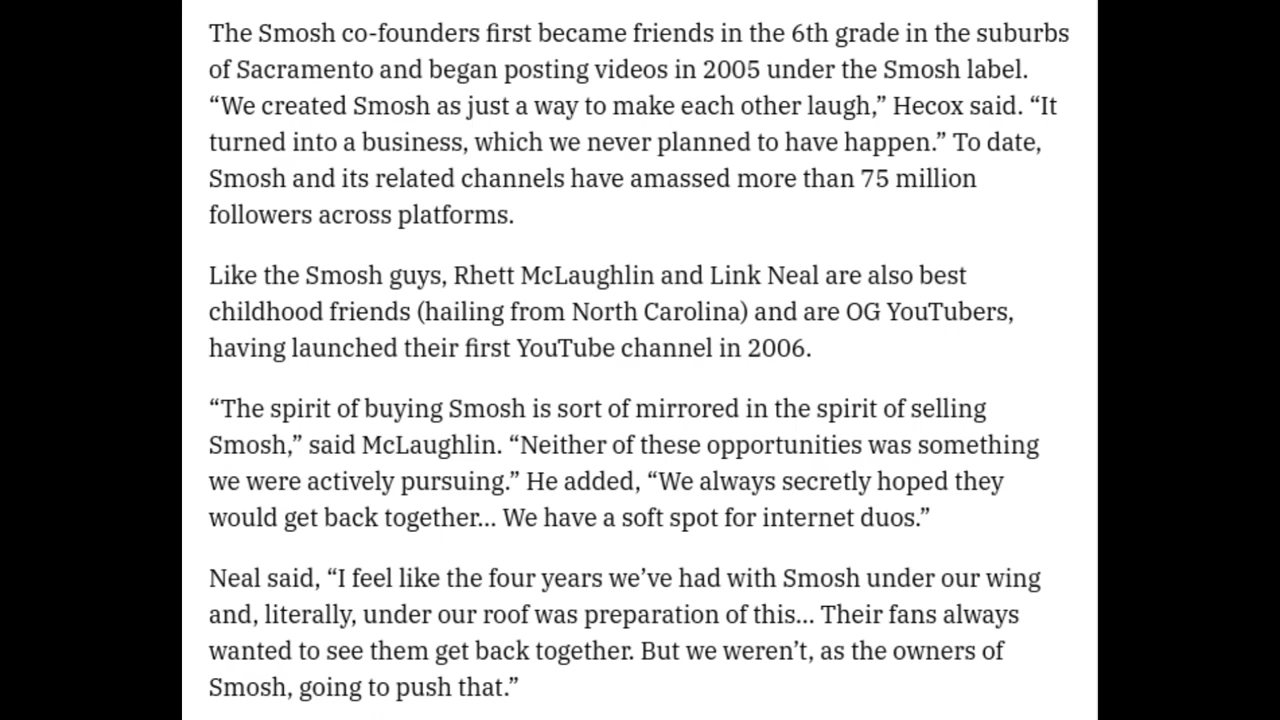 The Smosh co-founders first became friends in the 6th grade in the suburbs
of Sacramento and began posting videos in 2005 under the Smosh label.
“We created Smosh as just a way to make each other laugh,” Hecox said. “It
turned into a business, which we never planned to have happen.” To date,
Smosh and its related channels have amassed more than 75 million
followers across platforms.
Like the Smosh guys, Rhett McLaughlin and Link Neal are also best
childhood friends (hailing from North Carolina) and are OG YouTubers,
having launched their first YouTube channel in 2006.
“The spirit of buying Smosh is sort of mirrored in the spirit of selling
Smosh,” said McLaughlin. “Neither of these opportunities was something
we were actively pursuing.” He added, “We always secretly hoped they
would get back together... We have a soft spot for internet duos.”
Neal said, “I feel like the four years we’ve had with Smosh under our wing
and, literally, under our roof was preparation of this... Their fans always
wanted to see them get back together. But we weren’t, as the owners of
Smosh, going to push that.”